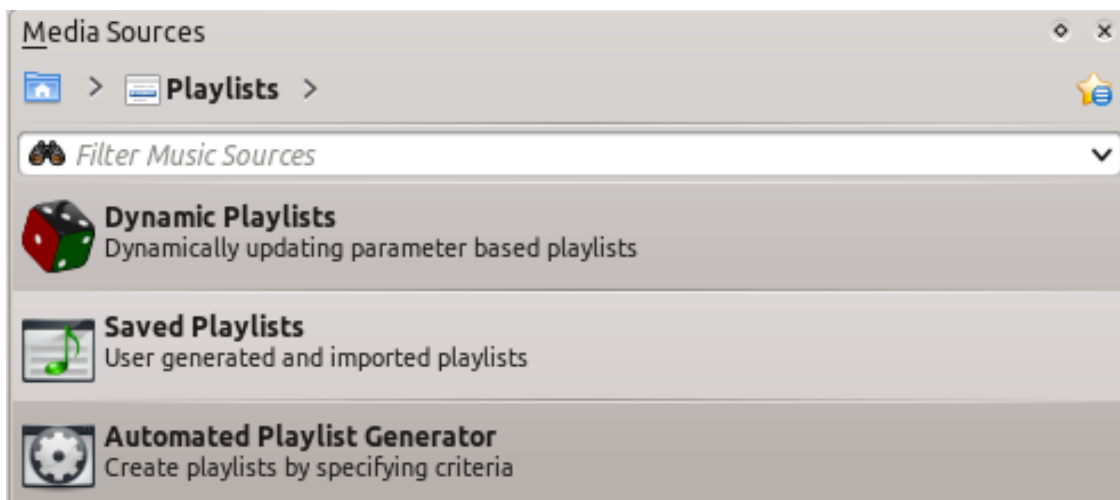 Media Sources
> Playlists >
Filter Music Sources
Dynamic Playlists
Dynamically updating parameter based playlists
Saved Playlists
User generated and imported playlists
Automated Playlist Generator
Create playlists by specifying criteria